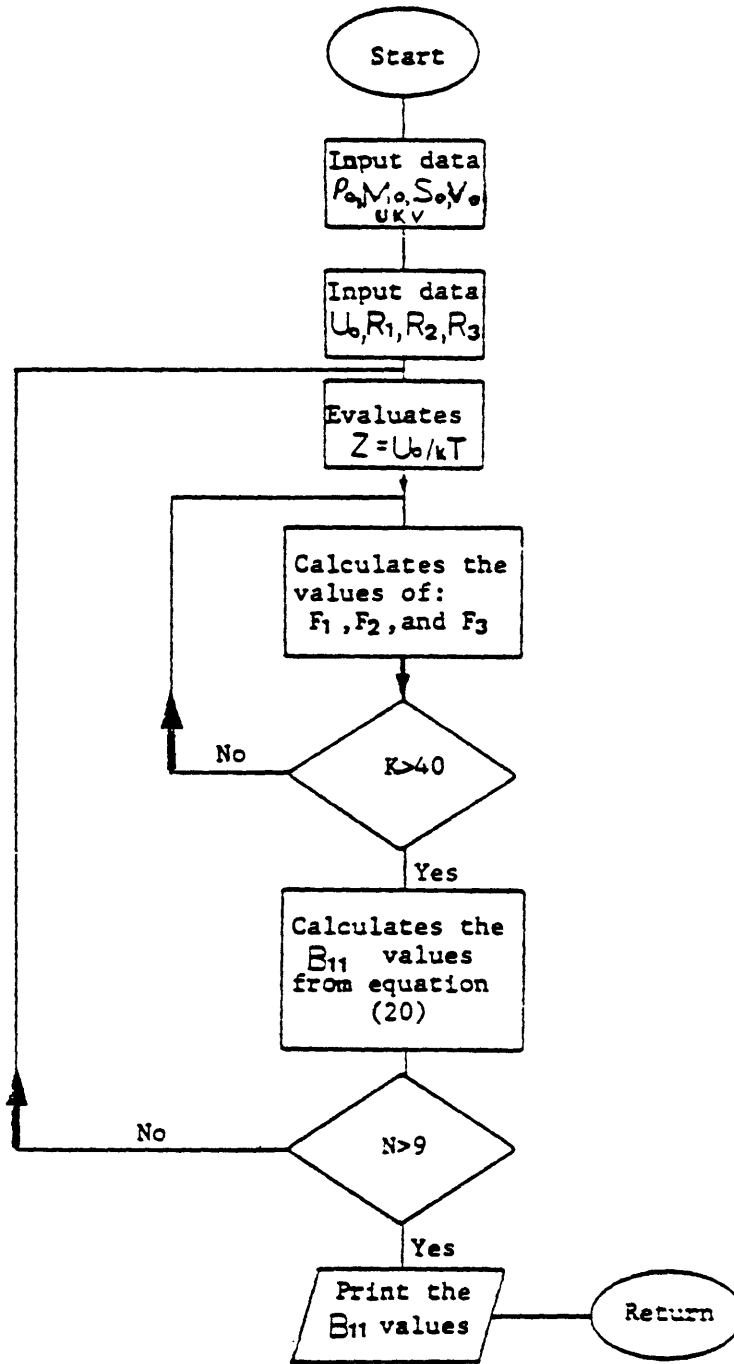 Start
Input data
P₀, M₁₀, S₀, V₀
U K V
Input data
U₀, R₁, R₂, R₃
Evaluates
Z = U₀/kT
Calculates the
values of:
F₁, F₂, and F₃
K>40
No
Yes
Calculates the
B₁₁ values
from equation
(20)
N>9
No
Yes
Print the
B₁₁ values
Return